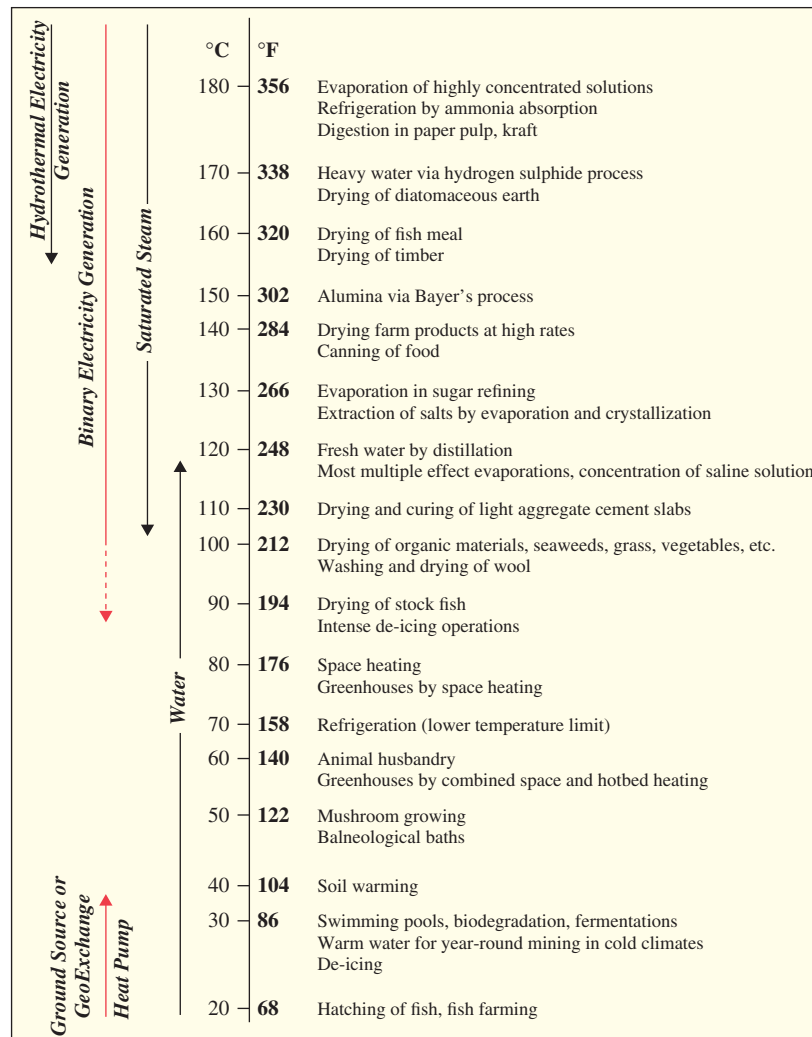 °C °F
180 356 Evaporation of highly concentrated solutions
Refrigeration by ammonia absorption
Digestion in paper pulp, kraft
170 338 Heavy water via hydrogen sulphide process
Drying of diatomaceous earth
160 320 Drying of fish meal
Drying of timber
150 302 Alumina via Bayer's process
140 284 Drying farm products at high rates
Canning of food
130 266 Evaporation in sugar refining
Extraction of salts by evaporation and crystallization
120 248 Fresh water by distillation
Most multiple effect evaporations, concentration of saline solution
110 230 Drying and curing of light aggregate cement slabs
100 212 Drying of organic materials, seaweeds, grass, vegetables, etc.
Washing and drying of wool
90 194 Drying of stock fish
Intense de-icing operations
80 176 Space heating
Greenhouses by space heating
70 158 Refrigeration (lower temperature limit)
60 140 Animal husbandry
Greenhouses by combined space and hotbed heating
50 122 Mushroom growing
Balneological baths
40 104 Soil warming
30 86 Swimming pools, biodegradation, fermentations
Warm water for year-round mining in cold climates
De-icing
20 68 Hatching of fish, fish farming
Hydrothermal Electricity
Generation
Binary Electricity Generation
Saturated Steam
Water
Ground Source or
GeoExchange
Heat Pump